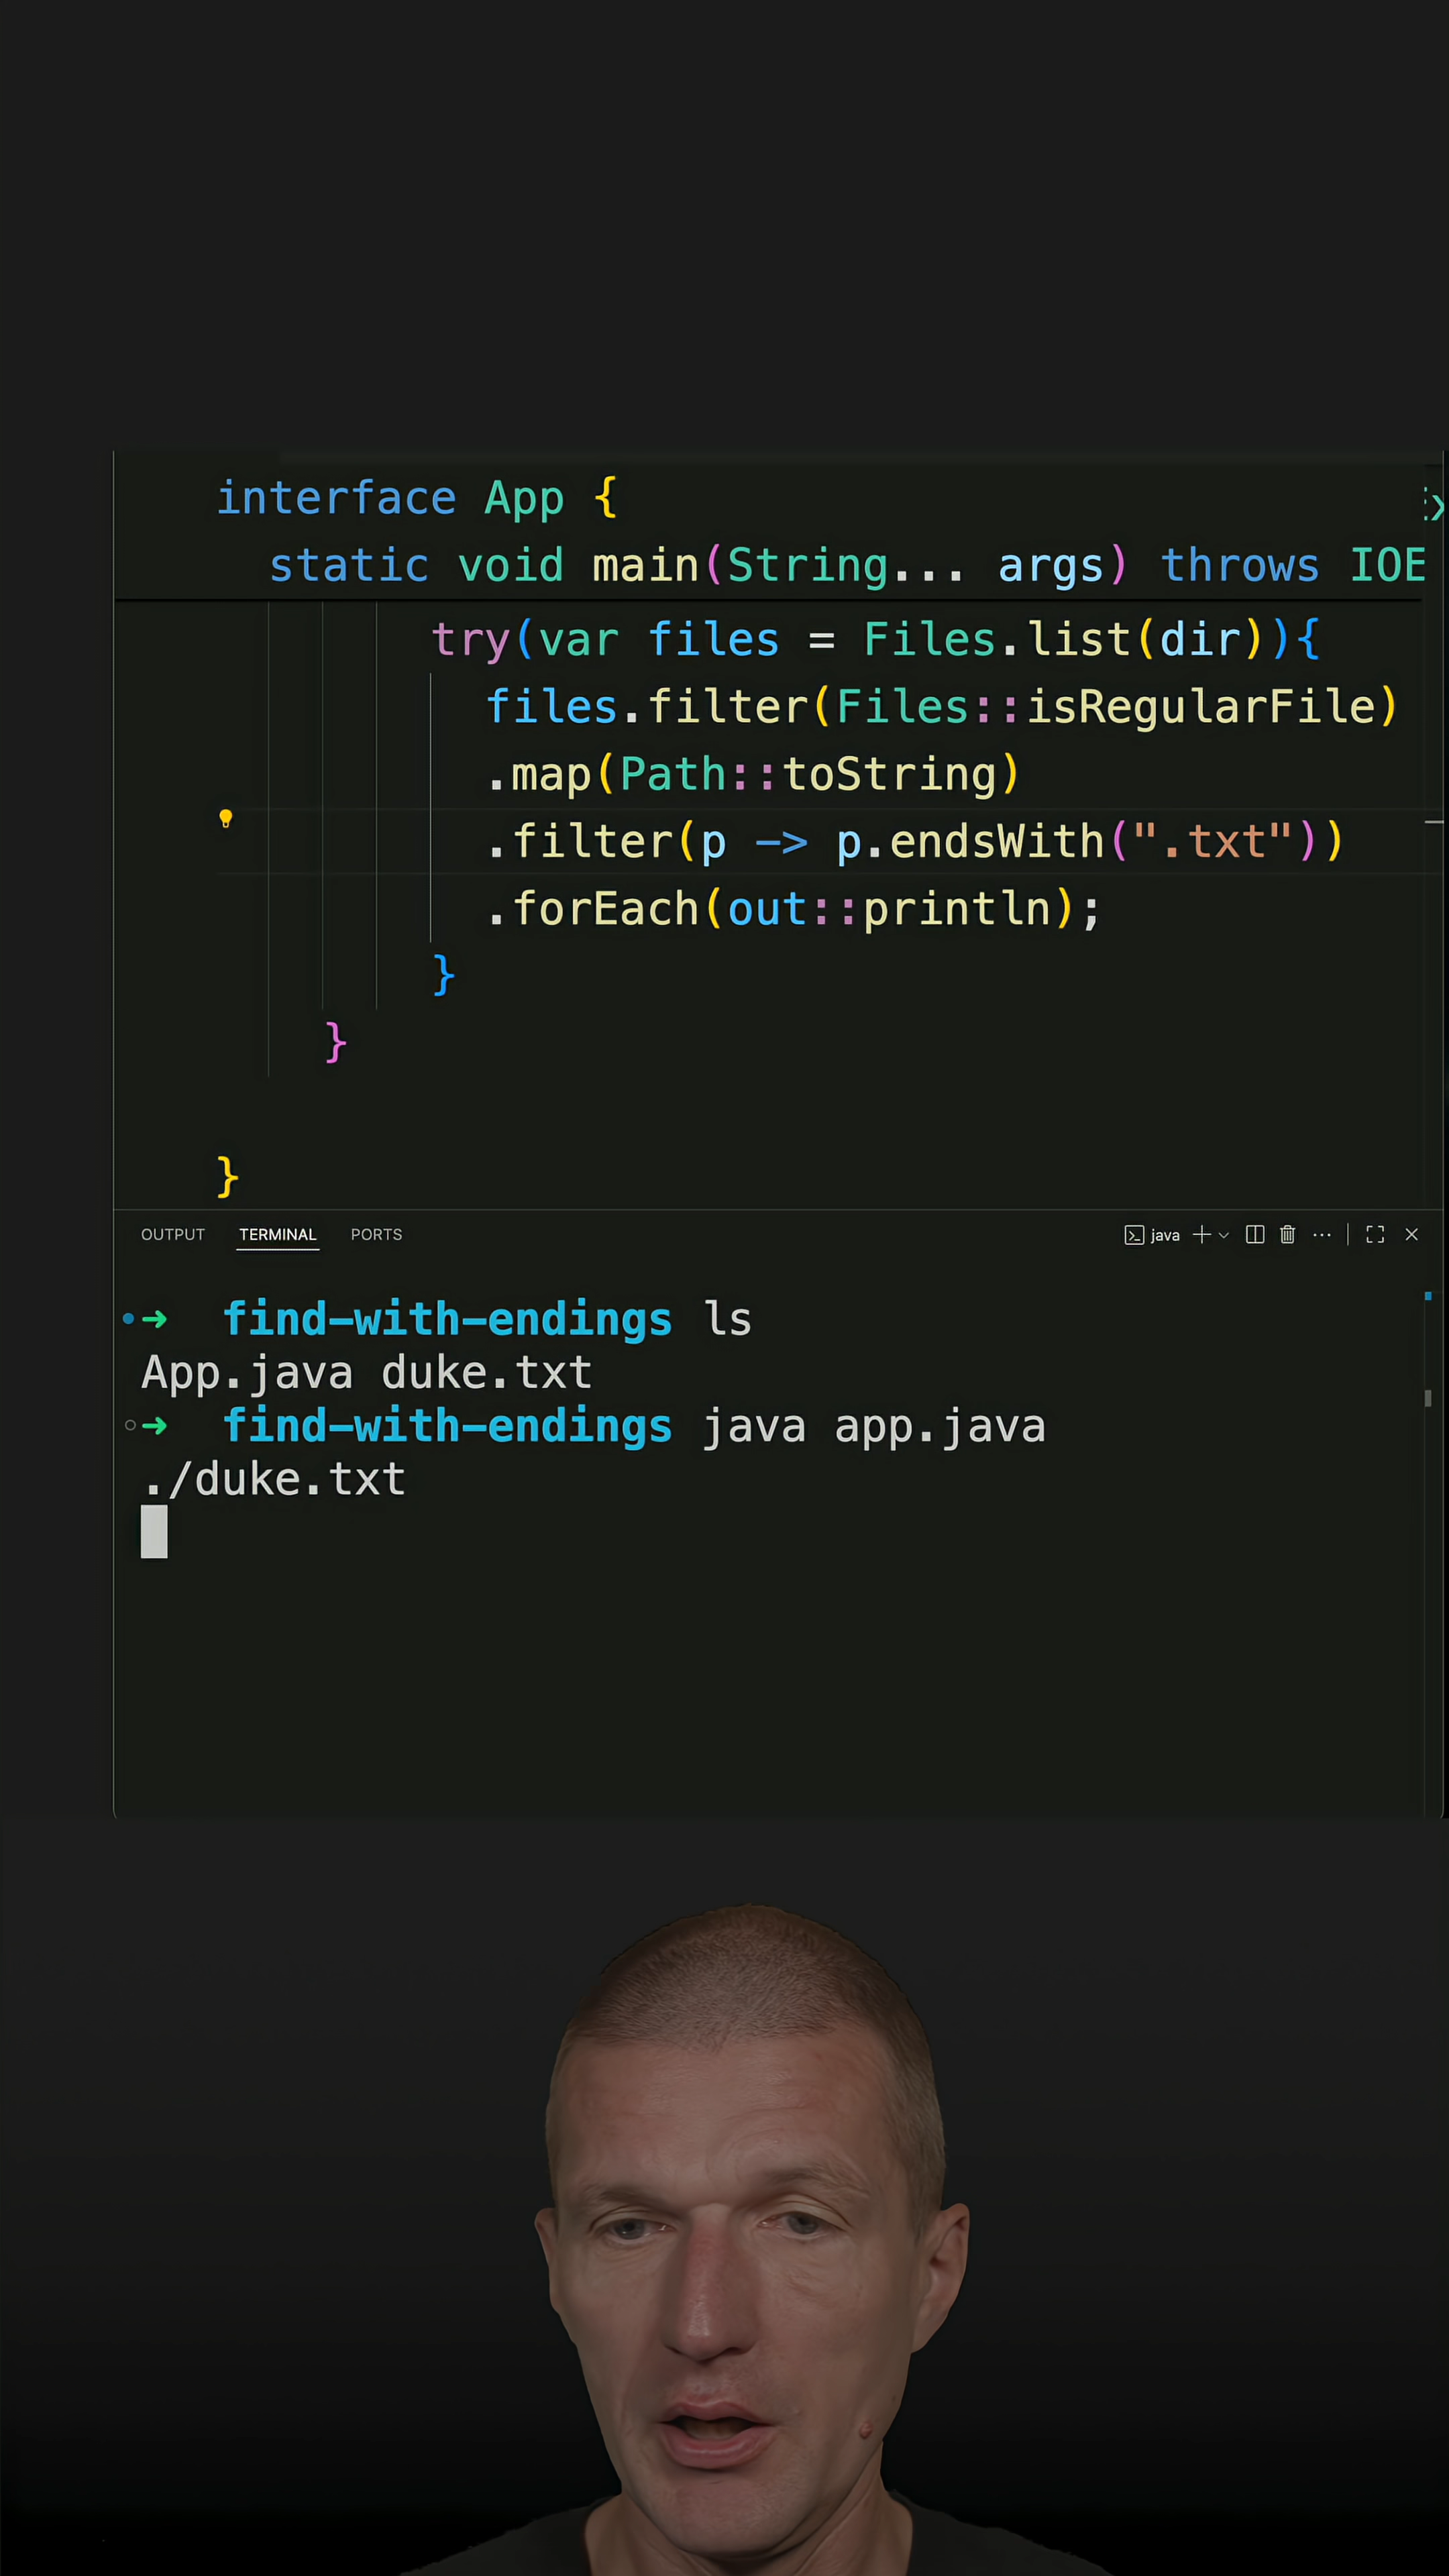 interface App {
static void main(String... args) throws IOE
try(var files = Files.list(dir)){
files.filter(Files::isRegularFile)
.map(Path::toString)
.filter(p -> p.endsWith(".txt"))
.forEach(out::println);
}
}
}
OUTPUT TERMINAL PORTS java
find-with-endings ls
App.java duke.txt
find-with-endings java app.java
./duke.txt